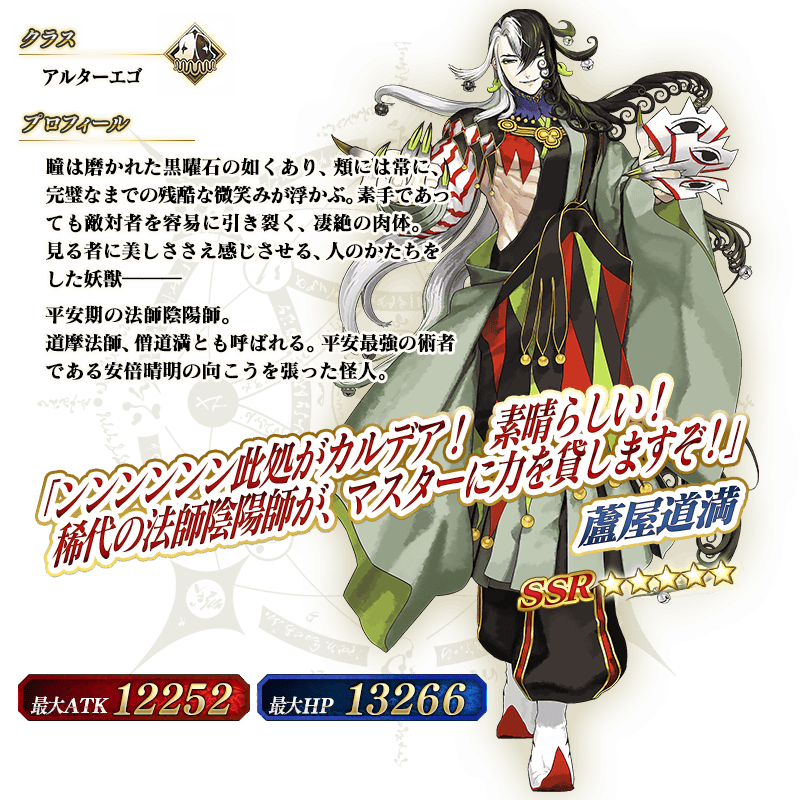 クラス
アルターエゴ
プロフィール
瞳は磨かれた黒曜石の如くあり、頬には常に、
完璧なまでの残酷な微笑みが浮かぶ。素手であっ
ても敵対者を容易に引き裂く、凄絶の肉体。
見る者に美しささえ感じさせる、人のかたちを
した妖獣―――
平安期の法師陰陽師。
道摩法師、僧道満とも呼ばれる。平安最強の術者
である安倍晴明の向こうを張った怪人。
「ンンンンンン此処がカルデア！ 素晴らしい！
稀代の法師陰陽師が、マスターに力を貸しますぞ！」
蘆屋道満
SSR ★★★★★
最大ATK 12252
最大HP 13266